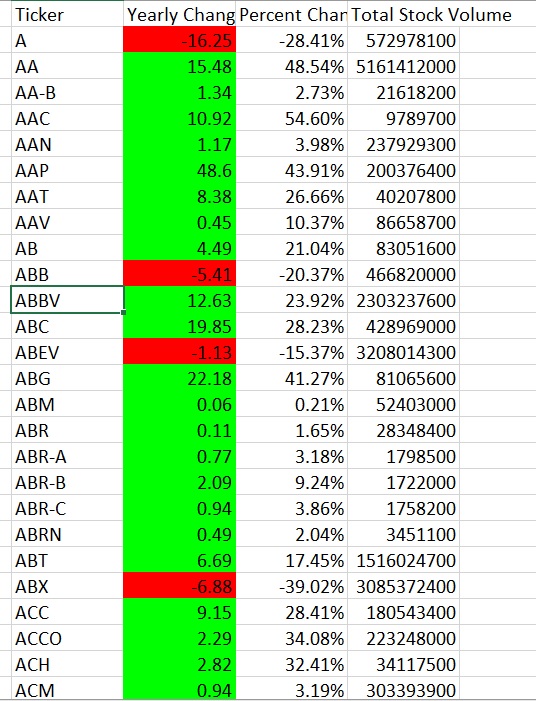 Ticker Yearly Chang Percent Chan Total Stock Volume
A -16.25 -28.41% 572978100
AA 15.48 48.54% 5161412000
AA-B 1.34 2.73% 21618200
AAC 10.92 54.60% 9789700
AAN 1.17 3.98% 237929300
AAP 48.6 43.91% 200376400
AAT 8.38 26.66% 40207800
AAV 0.45 10.37% 86658700
AB 4.49 21.04% 83051600
ABB -5.41 -20.37% 466820000
ABBV 12.63 23.92% 2303237600
ABC 19.85 28.23% 428969000
ABEV -1.13 -15.37% 3208014300
ABG 22.18 41.27% 81065600
ABM 0.06 0.21% 52403000
ABR 0.11 1.65% 28348400
ABR-A 0.77 3.18% 1798500
ABR-B 2.09 9.24% 1722000
ABR-C 0.94 3.86% 1758200
ABRN 0.49 2.04% 3451100
ABT 6.69 17.45% 1516024700
ABX -6.88 -39.02% 3085372400
ACC 9.15 28.41% 180543400
ACCO 2.29 34.08% 223248000
ACH 2.82 32.41% 34117500
ACM 0.94 3.19% 303393900